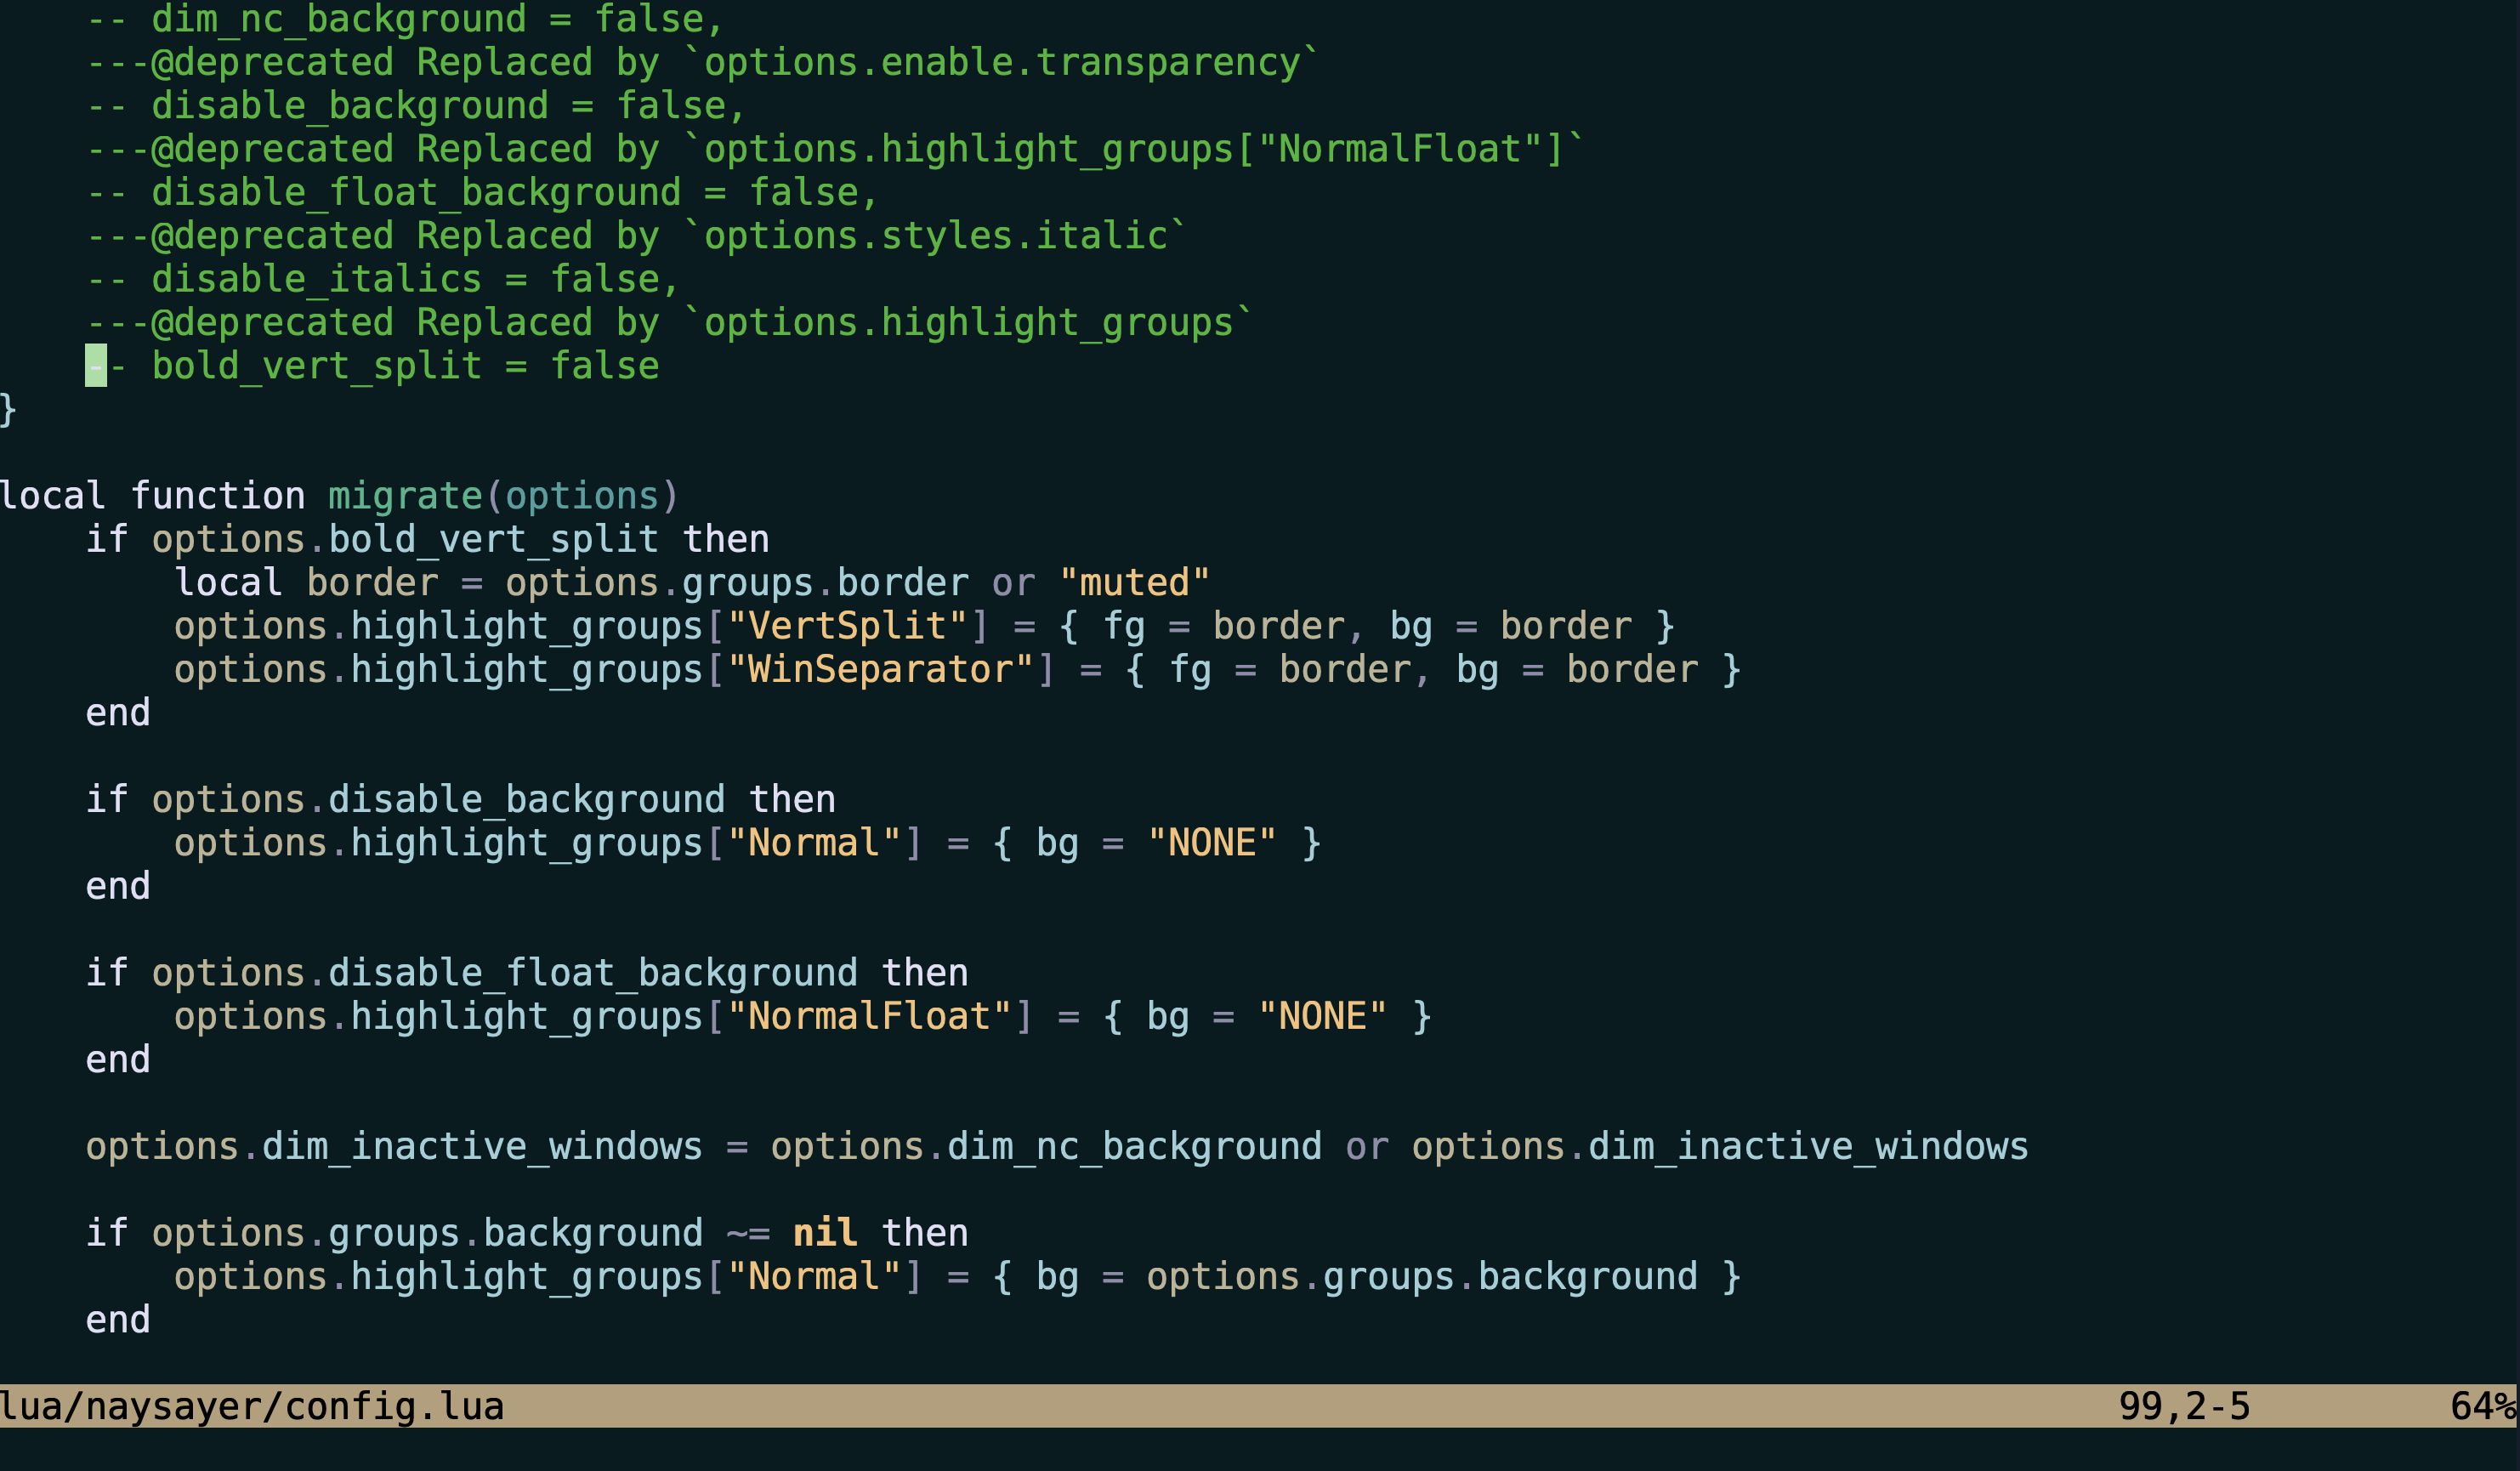 -- dim_nc_background = false,
    ---@deprecated Replaced by `options.enable.transparency`
    -- disable_background = false,
    ---@deprecated Replaced by `options.highlight_groups["NormalFloat"]`
    -- disable_float_background = false,
    ---@deprecated Replaced by `options.styles.italic`
    -- disable_italics = false,
    ---@deprecated Replaced by `options.highlight_groups`
    -- bold_vert_split = false
}

local function migrate(options)
    if options.bold_vert_split then
        local border = options.groups.border or "muted"
        options.highlight_groups["VertSplit"] = { fg = border, bg = border }
        options.highlight_groups["WinSeparator"] = { fg = border, bg = border }
    end

    if options.disable_background then
        options.highlight_groups["Normal"] = { bg = "NONE" }
    end

    if options.disable_float_background then
        options.highlight_groups["NormalFloat"] = { bg = "NONE" }
    end

    options.dim_inactive_windows = options.dim_nc_background or options.dim_inactive_windows

    if options.groups.background ~= nil then
        options.highlight_groups["Normal"] = { bg = options.groups.background }
    end

lua/naysayer/config.lua 99,2-5 64%